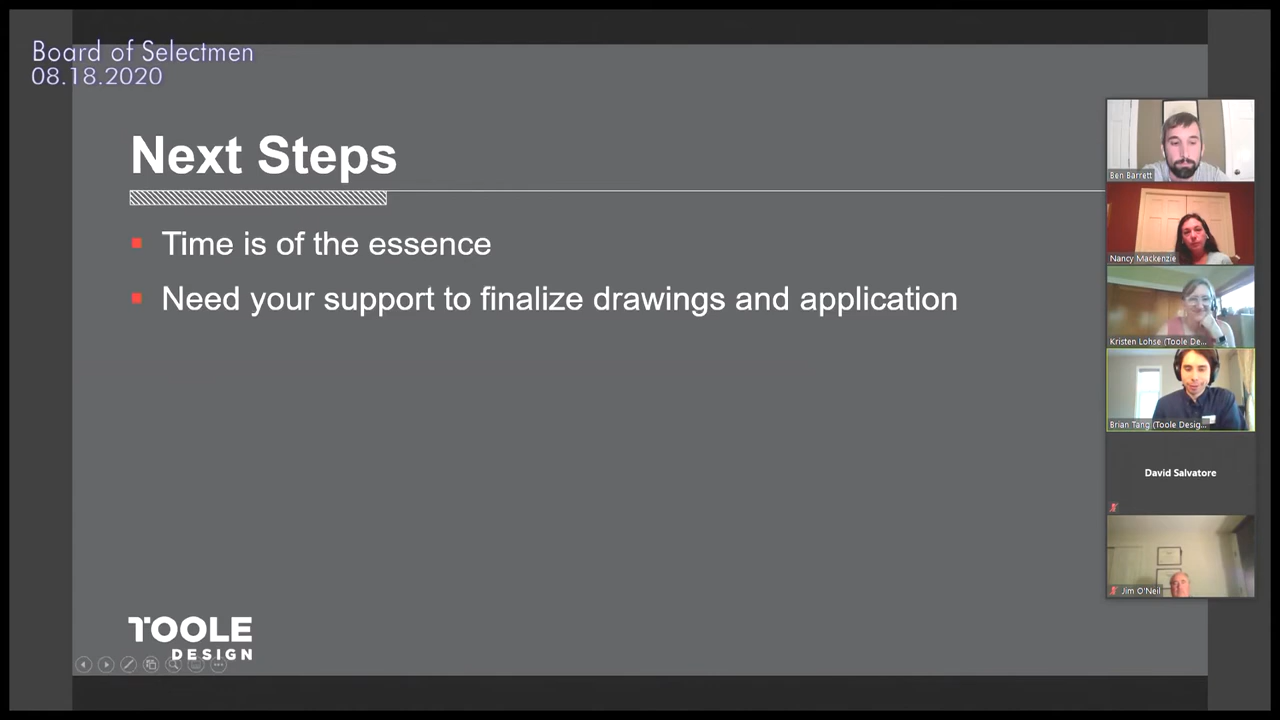 Board of Selectmen
08.18.2020
Next Steps
Time is of the essence
Need your support to finalize drawings and application
Ben Barrett
Nancy Mackenzie
Kristen Lohse (Toole De...
Brian Tang (Toole Desig...
David Salvatore
Jim O'Neil
TOOLE
DESIGN